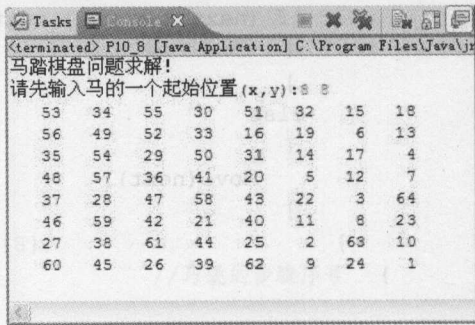 Tasks Console
<terminated> P10_8 [Java Application] C:\Program Files\Java\jr
马踏棋盘问题求解!
请先输入马的一个起始位置(x,y):8 8
53 34 55 30 51 32 15 18
56 49 52 33 16 19 6 13
35 54 29 50 31 14 17 4
48 57 36 41 20 5 12 7
37 28 47 58 43 22 3 64
46 59 42 21 40 11 8 23
27 38 61 44 25 2 63 10
60 45 26 39 62 9 24 1